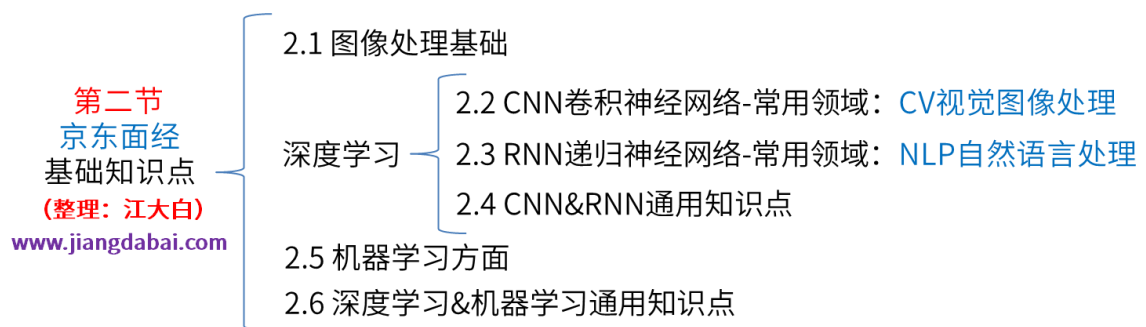 第二节
京东面经
基础知识点
（整理：江大白）
www.jiangdabai.com
2.1 图像处理基础
深度学习
2.2 CNN卷积神经网络-常用领域：CV视觉图像处理
2.3 RNN递归神经网络-常用领域：NLP自然语言处理
2.4 CNN&RNN通用知识点
2.5 机器学习方面
2.6 深度学习&机器学习通用知识点